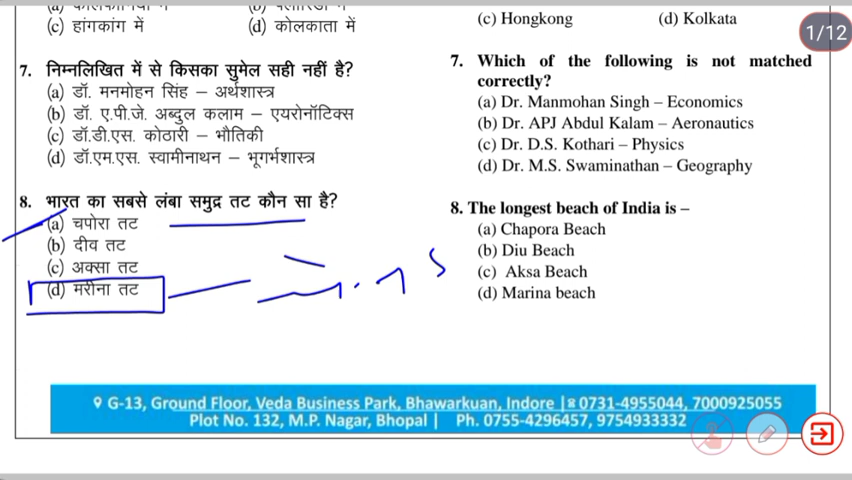 (c) हांगकांग में (d) कोलकाता में
7. निम्नलिखित में से किसका सुमेल सही नहीं है?
(a) डॉ. मनमोहन सिंह – अर्थशास्त्र
(b) डॉ. ए.पी.जे. अब्दुल कलाम – एयरोनॉटिक्स
(c) डॉ.डी.एस. कोठारी – भौतिकी
(d) डॉ.एम.एस. स्वामीनाथन – भूगर्भशास्त्र
8. भारत का सबसे लंबा समुद्र तट कौन सा है?
(a) चपोरा तट
(b) दीव तट
(c) अक्सा तट
(d) मरीना तट
(c) Hongkong (d) Kolkata
1/12
7. Which of the following is not matched
correctly?
(a) Dr. Manmohan Singh – Economics
(b) Dr. APJ Abdul Kalam – Aeronautics
(c) Dr. D.S. Kothari – Physics
(d) Dr. M.S. Swaminathan – Geography
8. The longest beach of India is –
(a) Chapora Beach
(b) Diu Beach
(c) Aksa Beach
(d) Marina beach
G-13, Ground Floor, Veda Business Park, Bhawarkuan, Indore | 0731-4955044, 7000925055
Plot No. 132, M.P. Nagar, Bhopal | Ph. 0755-4296457, 9754933332